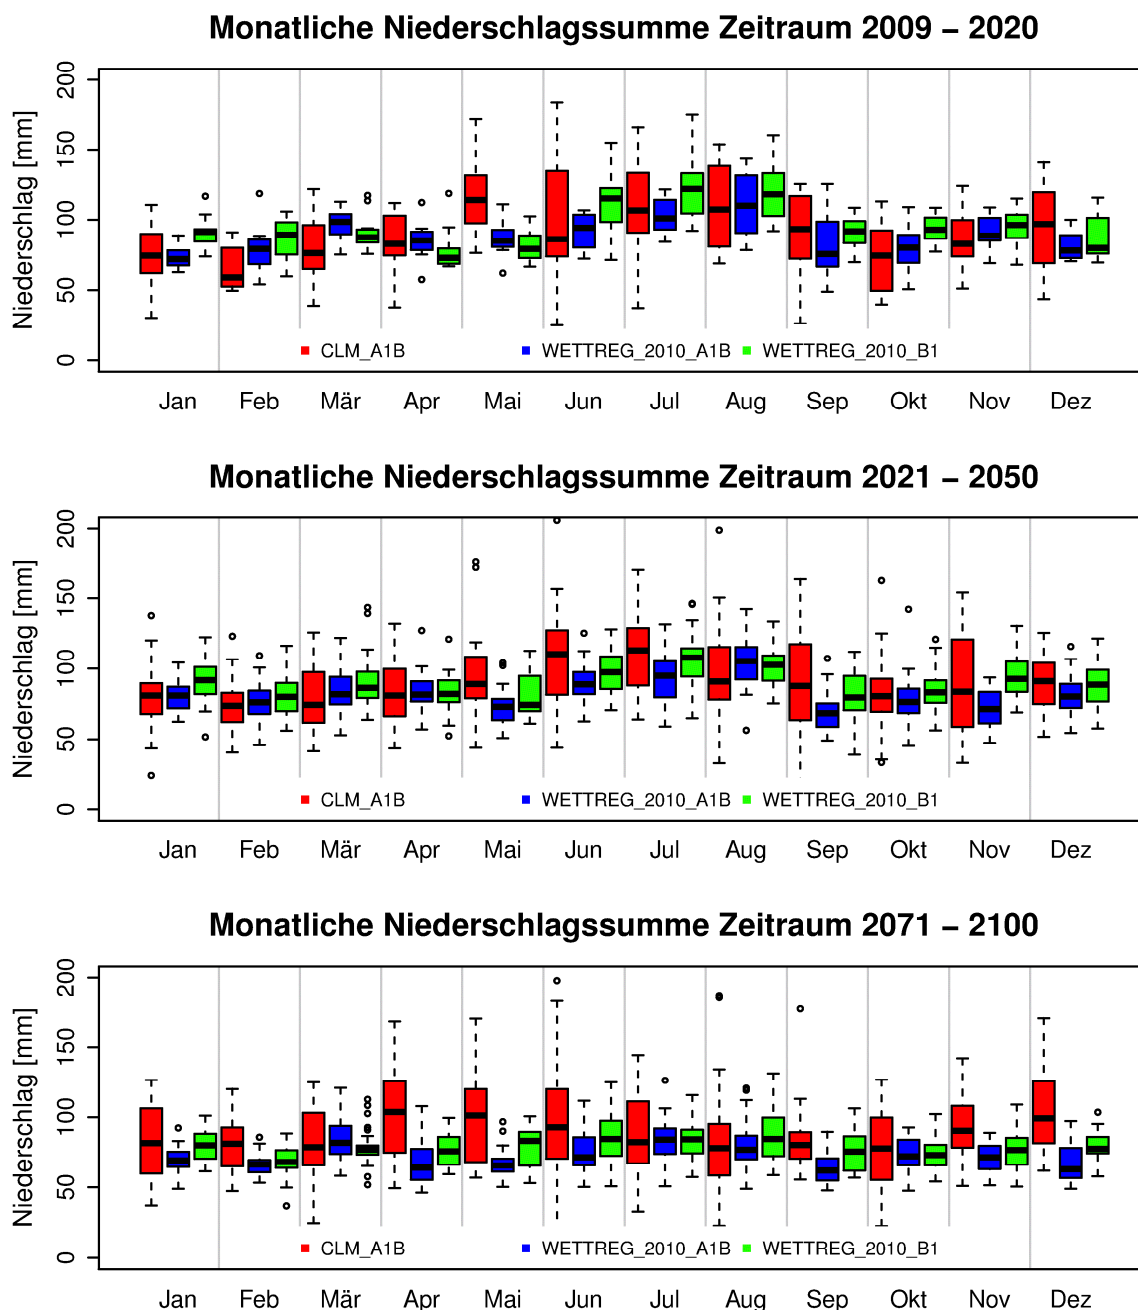 Monatliche Niederschlagssumme Zeitraum 2009 – 2020
Niederschlag [mm]
200
150
100
50
0
CLM_A1B WETTREG_2010_A1B WETTREG_2010_B1
Jan Feb Mär Apr Mai Jun Jul Aug Sep Okt Nov Dez
Monatliche Niederschlagssumme Zeitraum 2021 – 2050
Niederschlag [mm]
200
150
100
50
0
CLM_A1B WETTREG_2010_A1B WETTREG_2010_B1
Jan Feb Mär Apr Mai Jun Jul Aug Sep Okt Nov Dez
Monatliche Niederschlagssumme Zeitraum 2071 – 2100
Niederschlag [mm]
200
150
100
50
0
CLM_A1B WETTREG_2010_A1B WETTREG_2010_B1
Jan Feb Mär Apr Mai Jun Jul Aug Sep Okt Nov Dez